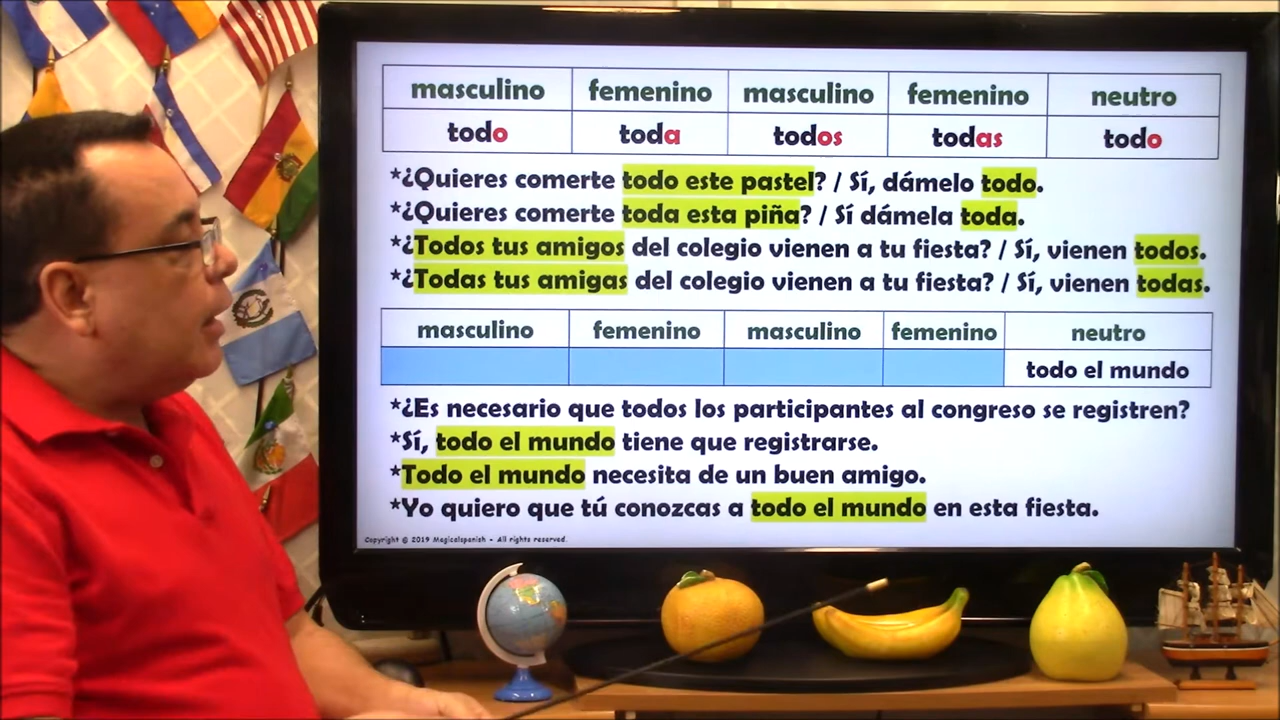 masculino femenino masculino femenino neutro
todo toda todos todas todo
*¿Quieres comerte todo este pastel? / Sí, dámelo todo.
*¿Quieres comerte toda esta piña? / Sí dámela toda.
*¿Todos tus amigos del colegio vienen a tu fiesta? / Sí, vienen todos.
*¿Todas tus amigas del colegio vienen a tu fiesta? / Sí, vienen todas.
masculino femenino masculino femenino neutro
todo el mundo
*¿Es necesario que todos los participantes al congreso se registren?
*Sí, todo el mundo tiene que registrarse.
*Todo el mundo necesita de un buen amigo.
*Yo quiero que tú conozcas a todo el mundo en esta fiesta.
Copyright © 2019 Magicalspanish - All rights reserved.